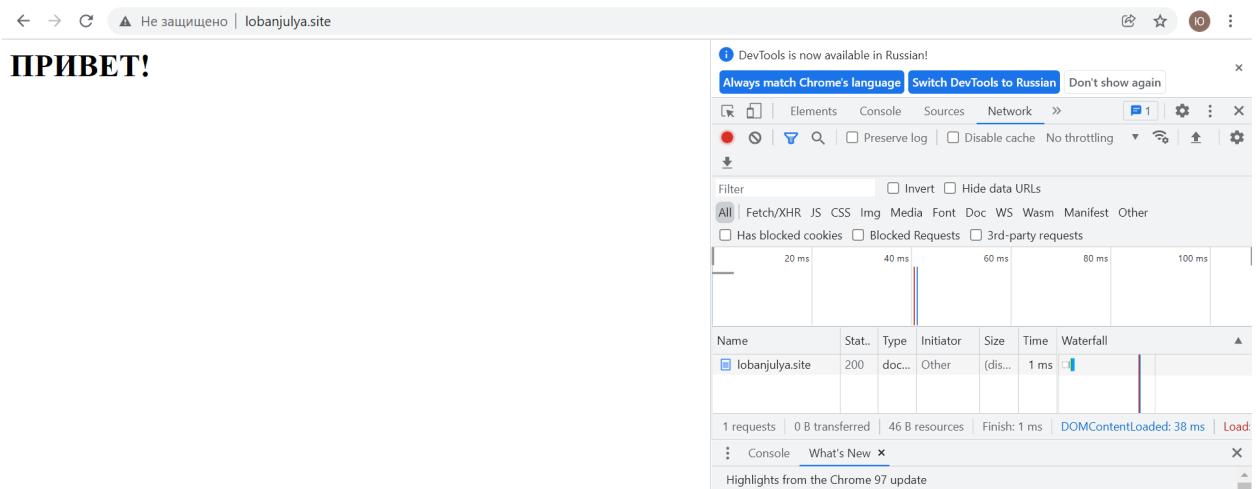 Не защищено lobanjulya.site
Ю
ПРИВЕТ!
DevTools is now available in Russian!
Always match Chrome's language Switch DevTools to Russian Don't show again
Elements Console Sources Network 1
Preserve log Disable cache No throttling
Filter Invert Hide data URLs
All Fetch/XHR JS CSS Img Media Font Doc WS Wasm Manifest Other
Has blocked cookies Blocked Requests 3rd-party requests
20 ms 40 ms 60 ms 80 ms 100 ms
Name Stat.. Type Initiator Size Time Waterfall
lobanjulya.site 200 doc... Other (dis... 1 ms
1 requests 0 B transferred 46 B resources Finish: 1 ms DOMContentLoaded: 38 ms Load:
Console What's New
Highlights from the Chrome 97 update